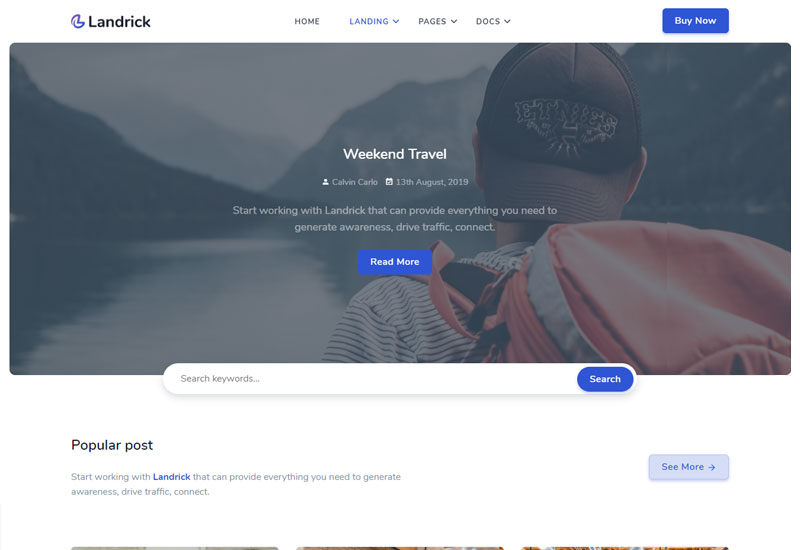 Landrick
HOME
LANDING
PAGES
DOCS
Buy Now
Weekend Travel
Calvin Carlo
13th August, 2019
Start working with Landrick that can provide everything you need to
generate awareness, drive traffic, connect.
Read More
Search keywords...
Search
Popular post
Start working with Landrick that can provide everything you need to generate
awareness, drive traffic, connect.
See More